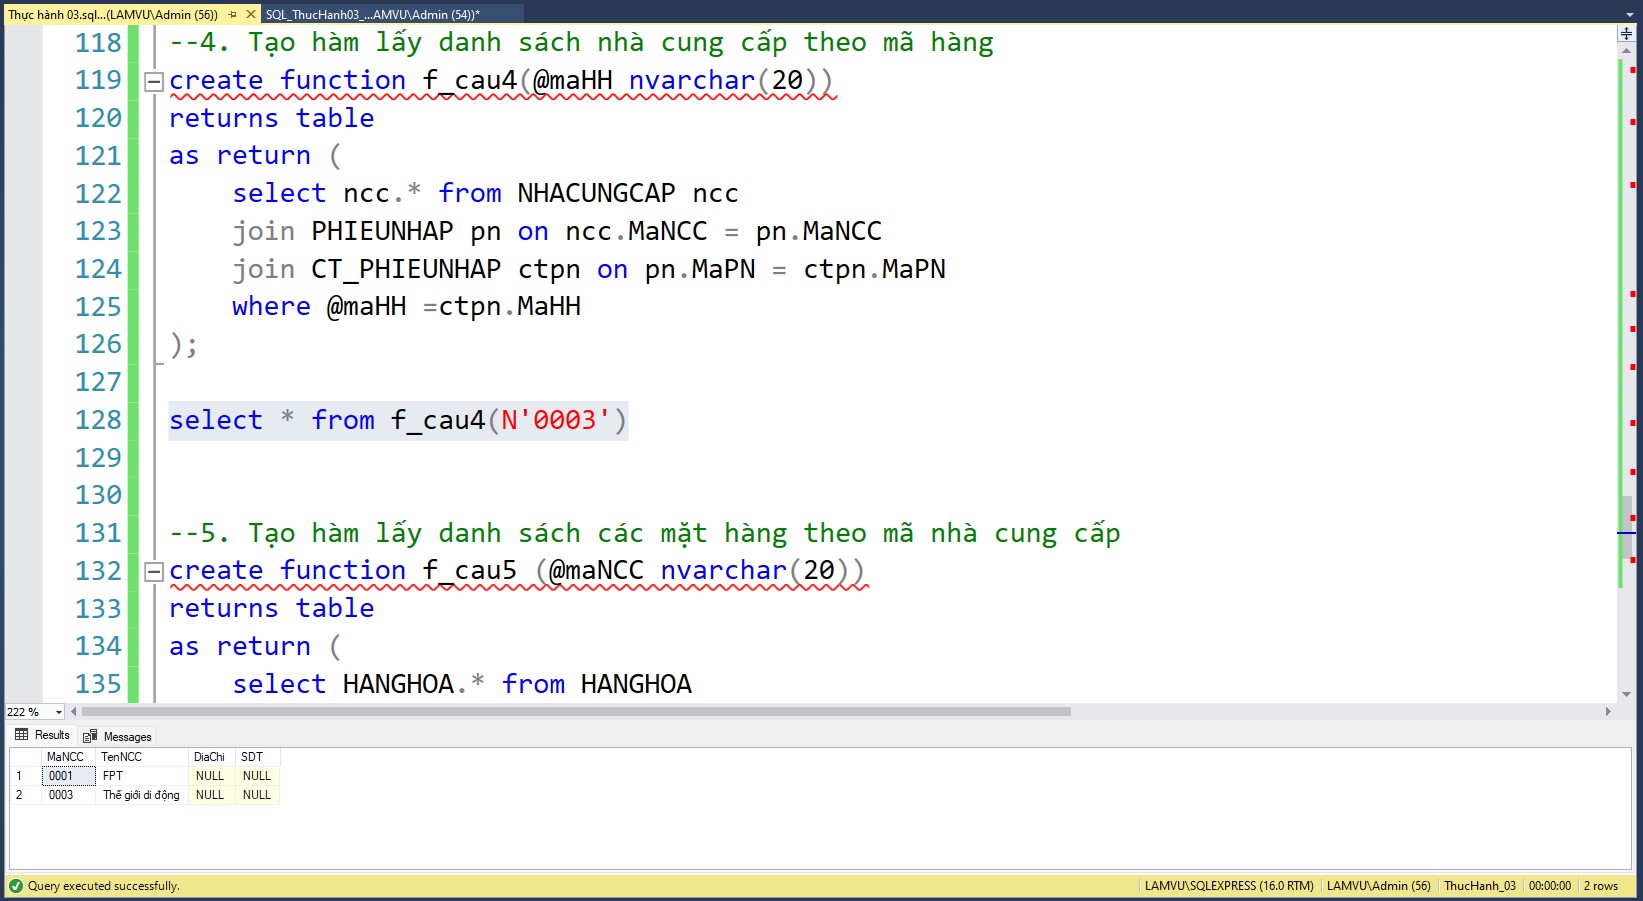 Thực hành 03.sql...(LAMVU\Admin (56))
SQL_ThucHanh03_...AMVU\Admin (54))*
118 --4. Tạo hàm lấy danh sách nhà cung cấp theo mã hàng
119 create function f_cau4(@maHH nvarchar(20))
120 returns table
121 as return (
122 select ncc.* from NHACUNGCAP ncc
123 join PHIEUNHAP pn on ncc.MaNCC = pn.MaNCC
124 join CT_PHIEUNHAP ctpn on pn.MaPN = ctpn.MaPN
125 where @maHH =ctpn.MaHH
126 );
127
128 select * from f_cau4(N'0003')
129
130
131 --5. Tạo hàm lấy danh sách các mặt hàng theo mã nhà cung cấp
132 create function f_cau5 (@maNCC nvarchar(20))
133 returns table
134 as return (
135 select HANGHOA.* from HANGHOA
222 %
Results Messages
MaNCC TenNCC DiaChi SDT
1 0001 FPT NULL NULL
2 0003 Thế giới di động NULL NULL
Query executed successfully. LAMVU\SQLEXPRESS (16.0 RTM) LAMVU\Admin (56) ThucHanh_03 00:00:00 2 rows